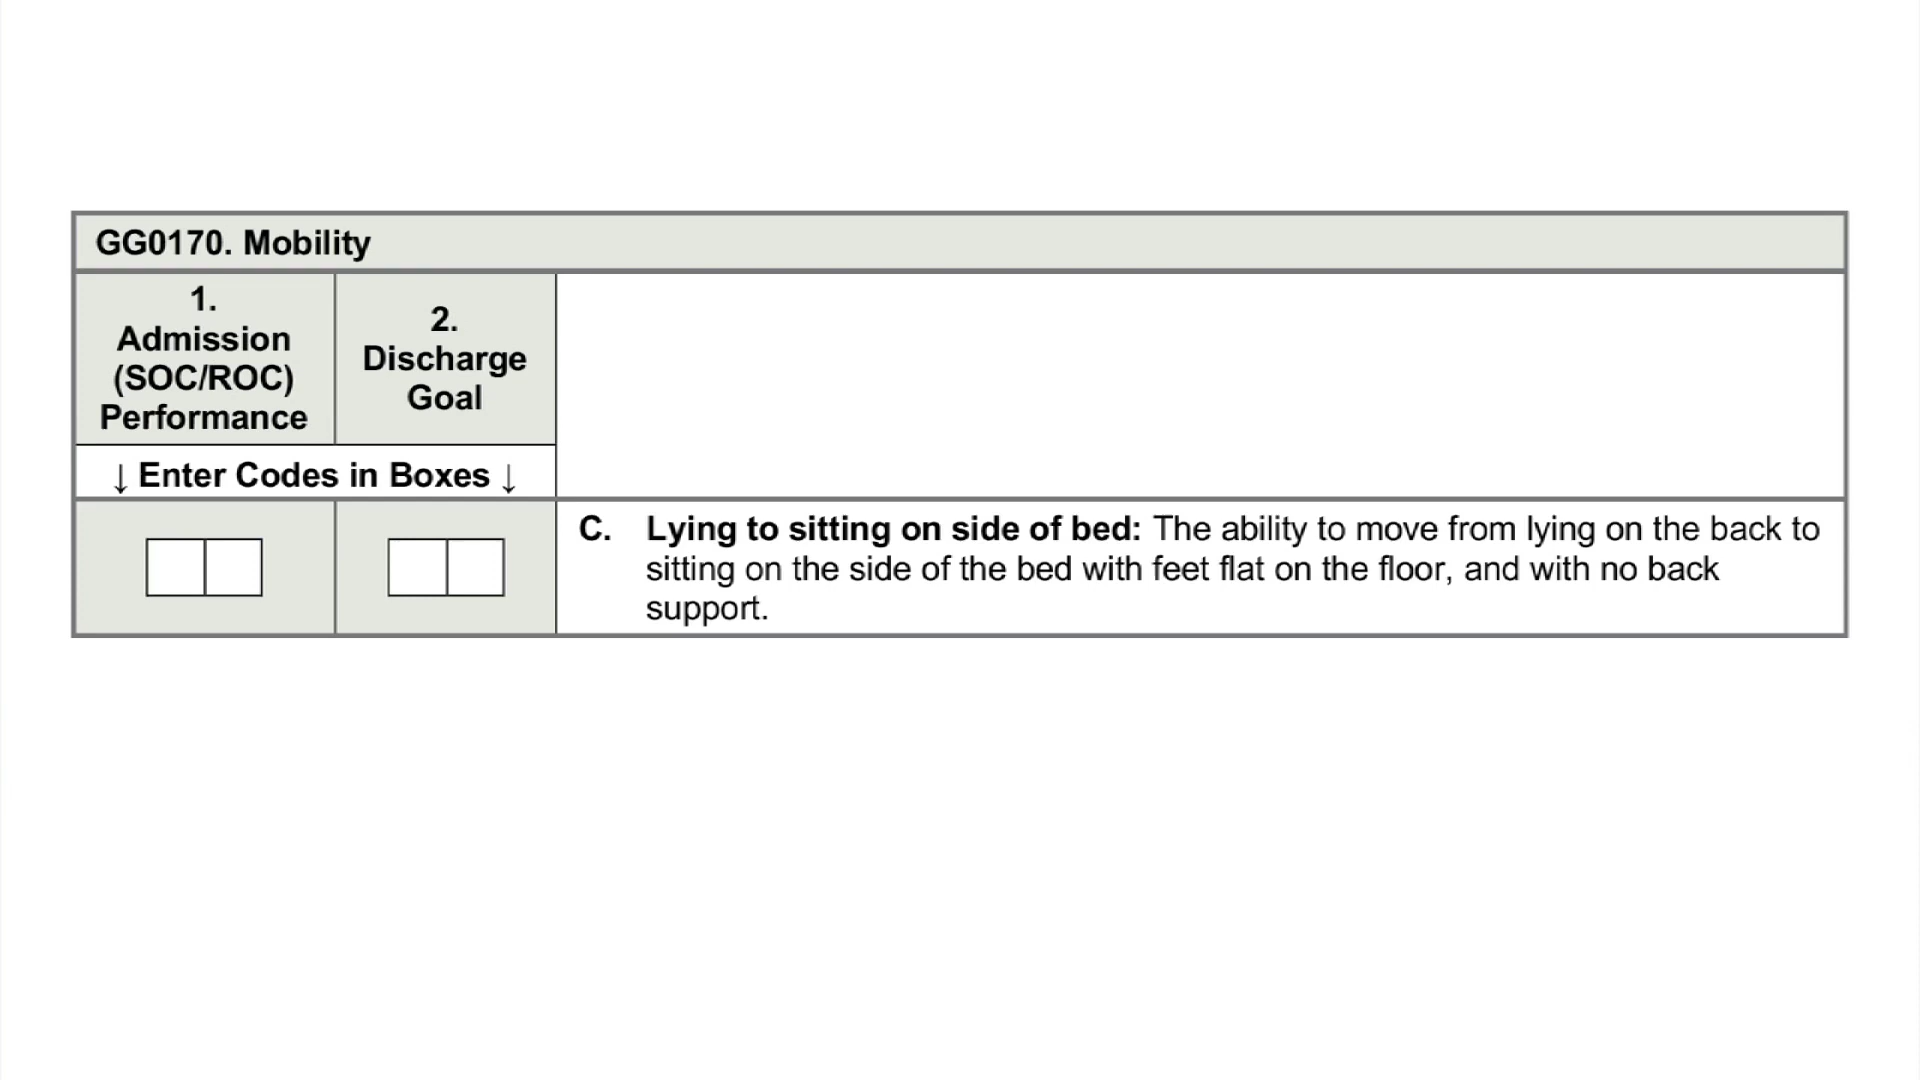 GG0170. Mobility
1.
Admission
(SOC/ROC)
Performance
2.
Discharge
Goal
↓ Enter Codes in Boxes ↓
C. Lying to sitting on side of bed: The ability to move from lying on the back to
sitting on the side of the bed with feet flat on the floor, and with no back
support.